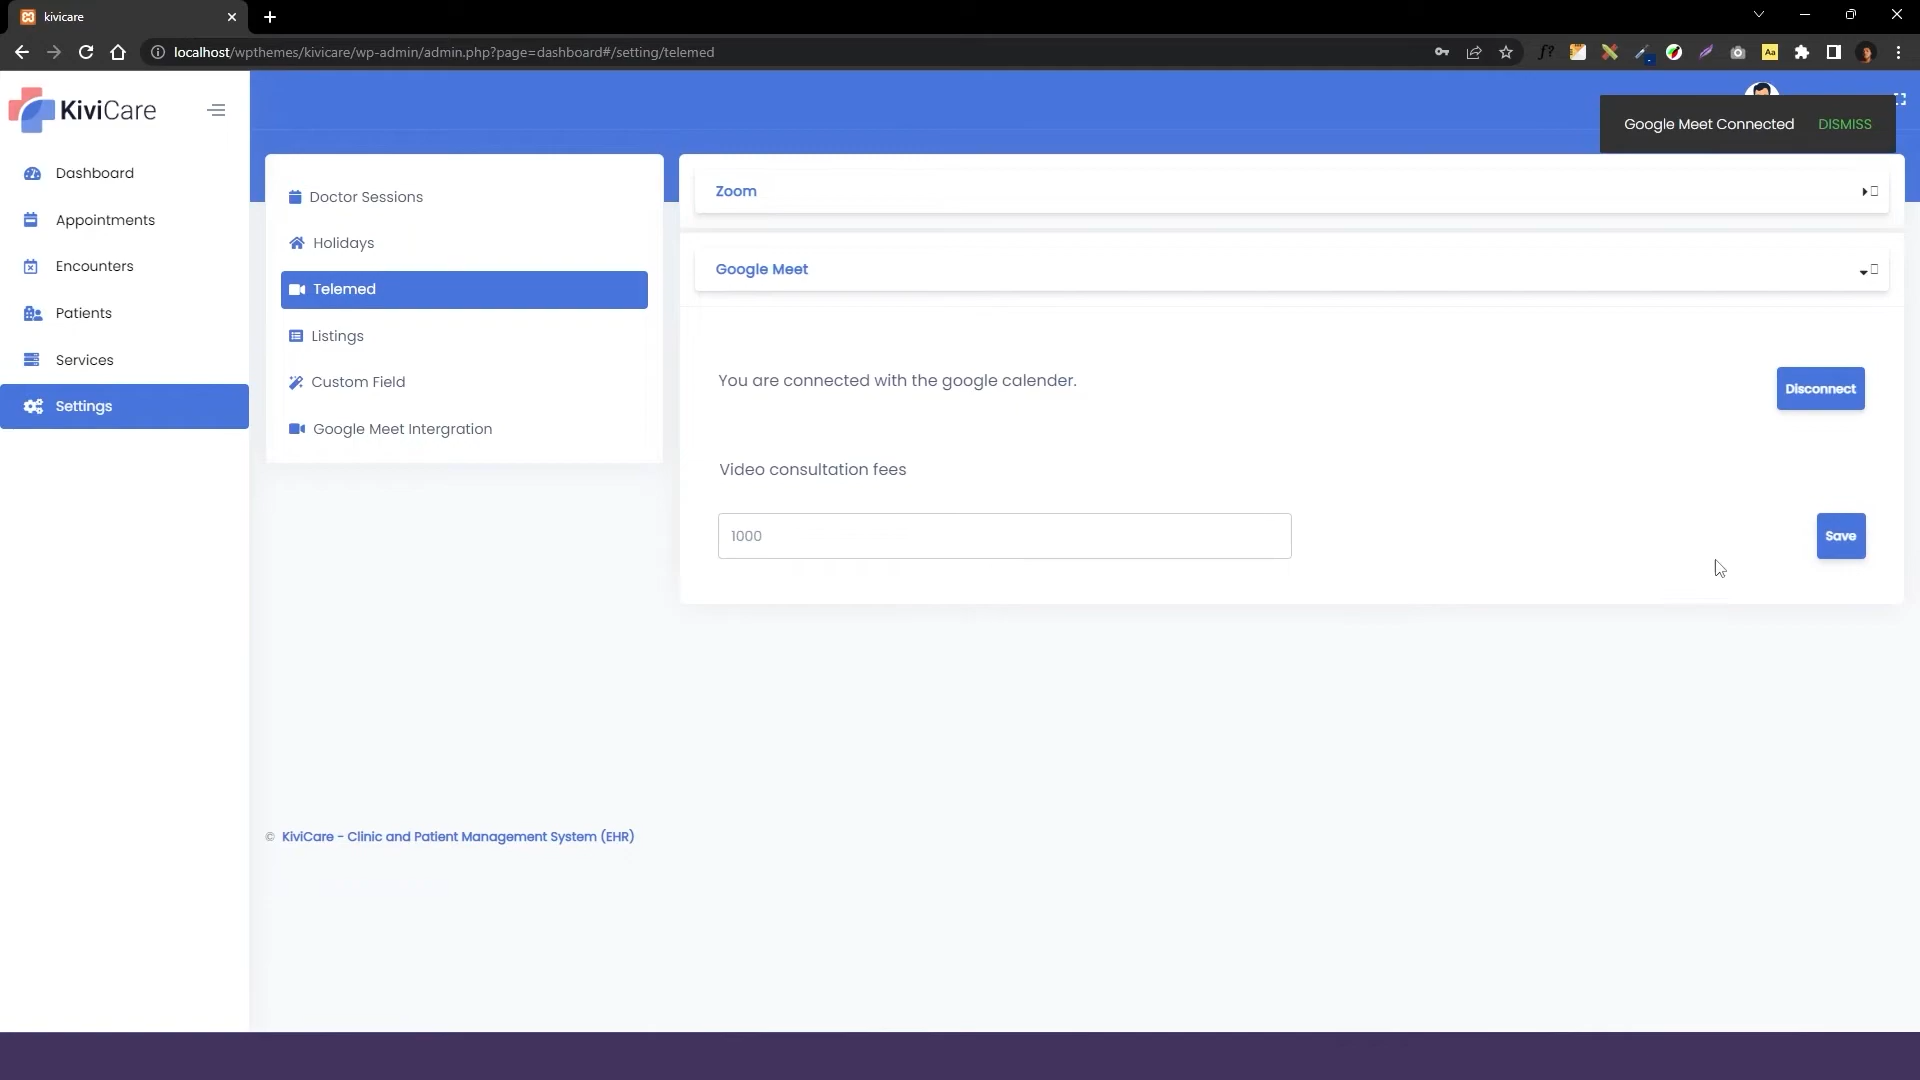 kivicare
localhost/wpthemes/kivicare/wp-admin/admin.php?page=dashboard#/setting/telemed
f?
Aa
KiviCare
Google Meet Connected DISMISS
Dashboard
Appointments
Encounters
Patients
Services
Settings
Doctor Sessions
Holidays
Telemed
Listings
Custom Field
Google Meet Intergration
Zoom
Google Meet
You are connected with the google calender.
Disconnect
Video consultation fees
1000
Save
© KiviCare - Clinic and Patient Management System (EHR)